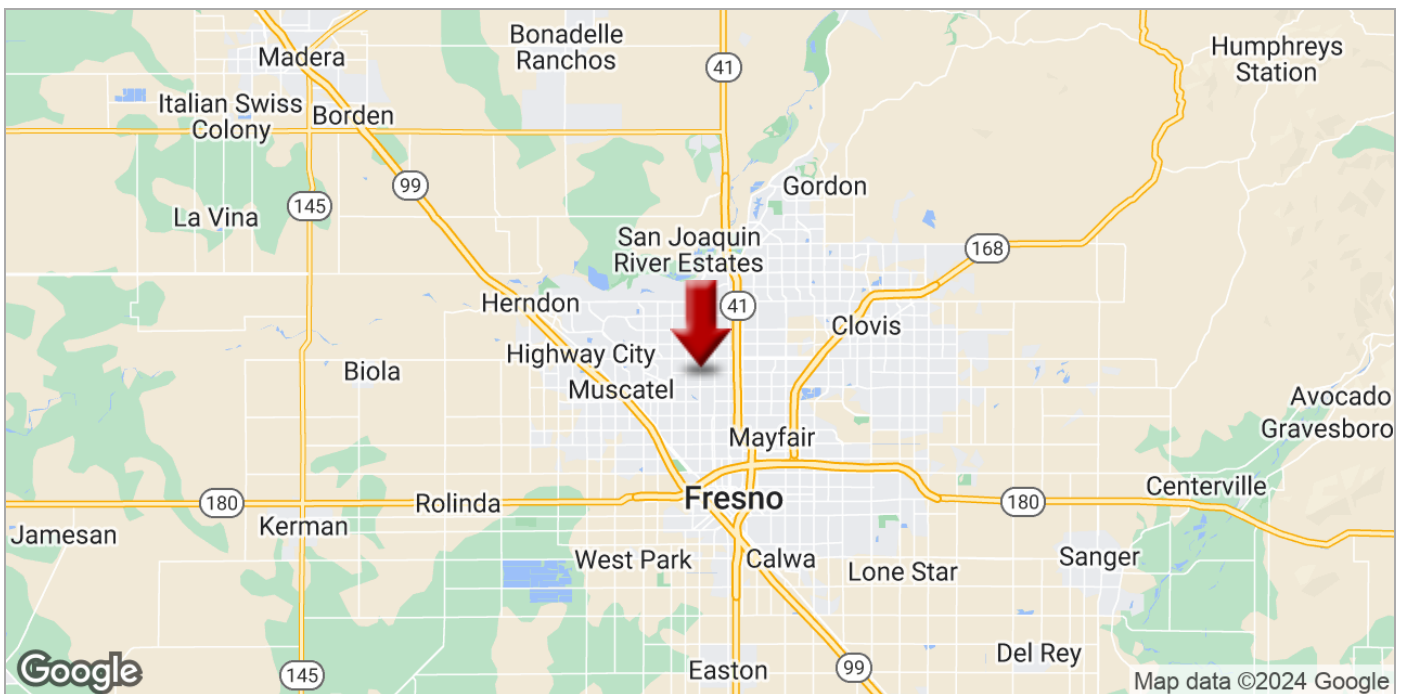 Madera
Bonadelle
Ranchos
41
Humphreys
Station
Italian Swiss
Colony
Borden
99
Gordon
145
La Vina
San Joaquin
River Estates
168
Herndon
41
Clovis
Highway City
Biola
Muscatel
Avocado
Gravesboro
Mayfair
180
Rolinda
Fresno
180
Centerville
Jamesan
Kerman
West Park
Calwa
Lone Star
Sanger
Del Rey
Google
145
Easton
99
Map data ©2024 Google